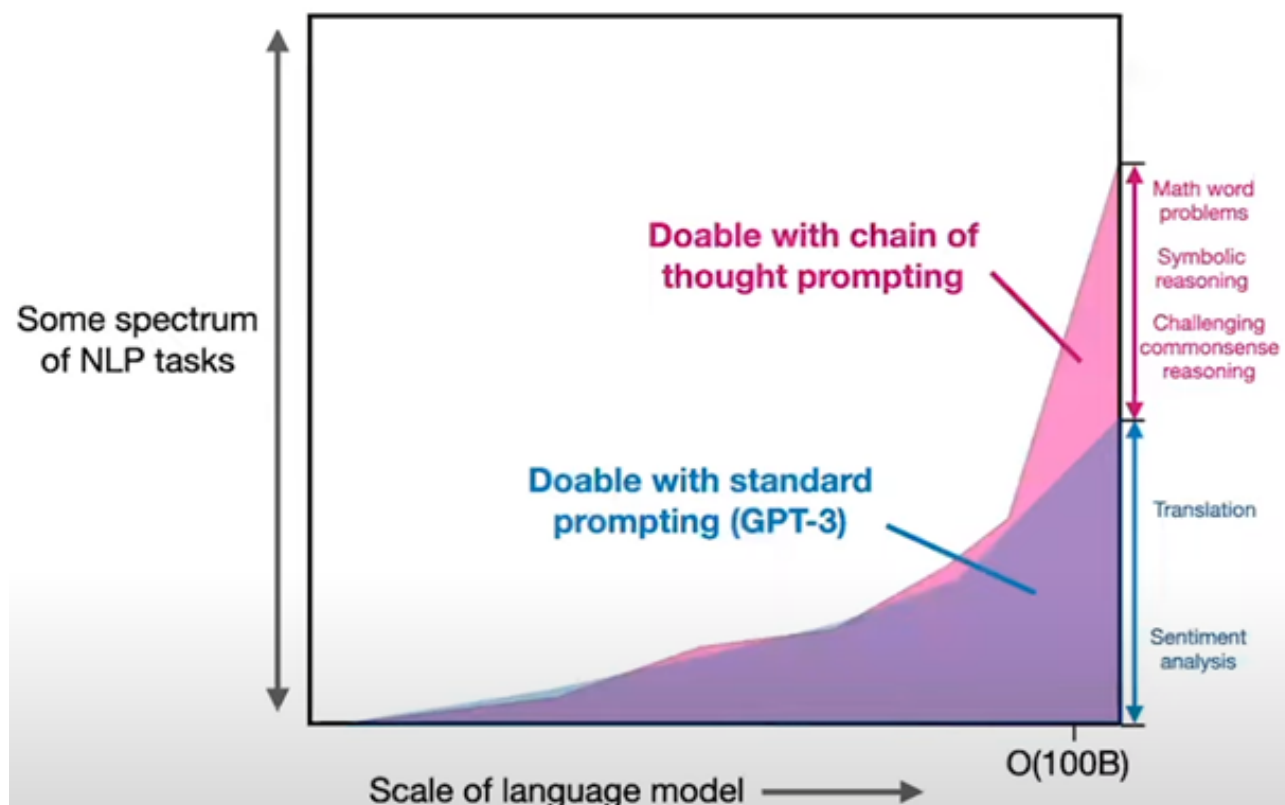 Math word
problems
Doable with chain of
thought prompting
Symbolic
reasoning
Some spectrum
of NLP tasks
Challenging
commonsense
reasoning
Doable with standard
prompting (GPT-3)
Translation
Sentiment
analysis
O(100B)
Scale of language model